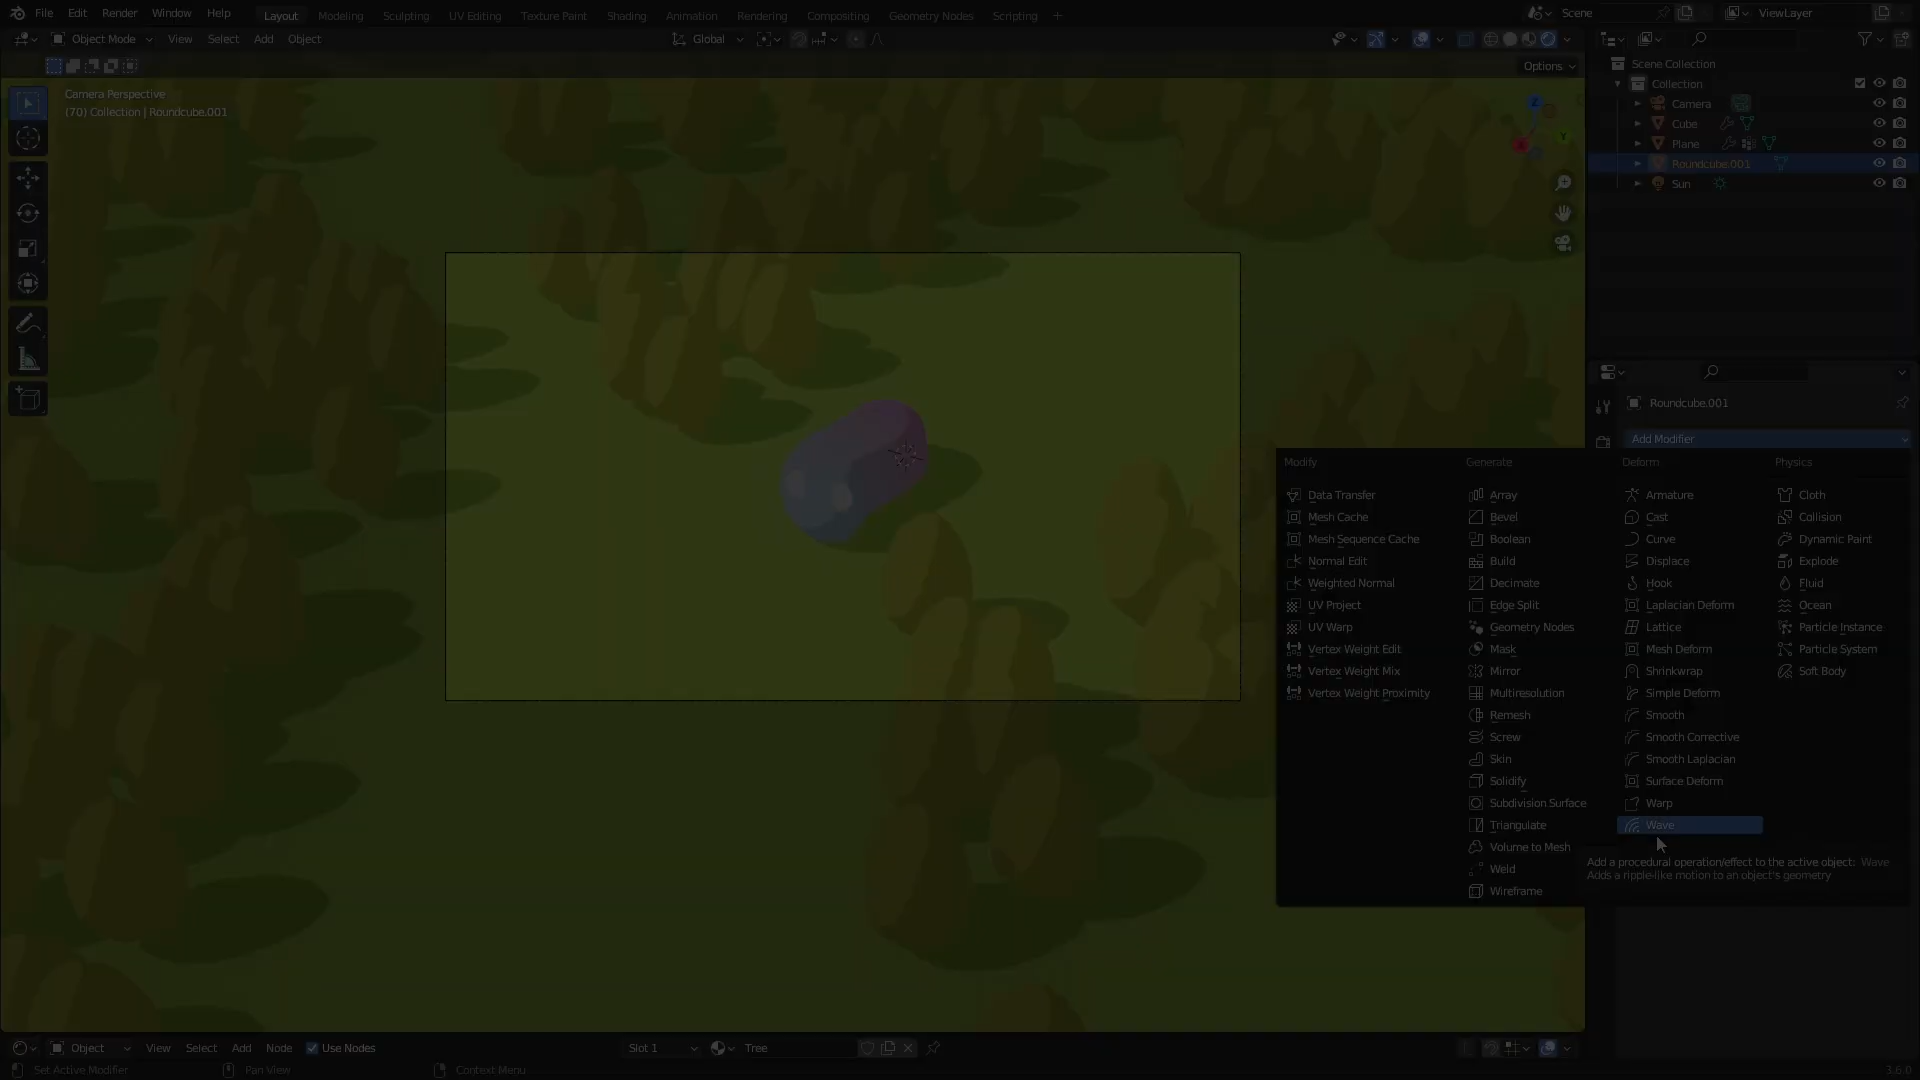 File Edit Render Window Help
Layout Modeling Sculpting UV Editing Texture Paint Shading Animation Rendering Compositing Geometry Nodes Scripting +
Scene
ViewLayer
Object Mode View Select Add Object
Global
Options
Camera Perspective
(70) Collection | Roundcube.001
Z
Y
X
Scene Collection
Collection
Camera
Cube
Plane
Roundcube.001
Sun
Roundcube.001
Add Modifier
Modify
Data Transfer
Mesh Cache
Mesh Sequence Cache
Normal Edit
Weighted Normal
UV Project
UV Warp
Vertex Weight Edit
Vertex Weight Mix
Vertex Weight Proximity
Generate
Array
Bevel
Boolean
Build
Decimate
Edge Split
Geometry Nodes
Mask
Mirror
Multiresolution
Remesh
Screw
Skin
Solidify
Subdivision Surface
Triangulate
Volume to Mesh
Weld
Wireframe
Deform
Armature
Cast
Curve
Displace
Hook
Laplacian Deform
Lattice
Mesh Deform
Shrinkwrap
Simple Deform
Smooth
Smooth Corrective
Smooth Laplacian
Surface Deform
Warp
Wave
Physics
Cloth
Collision
Dynamic Paint
Explode
Fluid
Ocean
Particle Instance
Particle System
Soft Body
Add a procedural operation/effect to the active object: Wave
Adds a ripple-like motion to an object's geometry
Object View Select Add Node Use Nodes
Slot 1
Tree
Set Active Modifier
Pan View
Context Menu
3.6.0